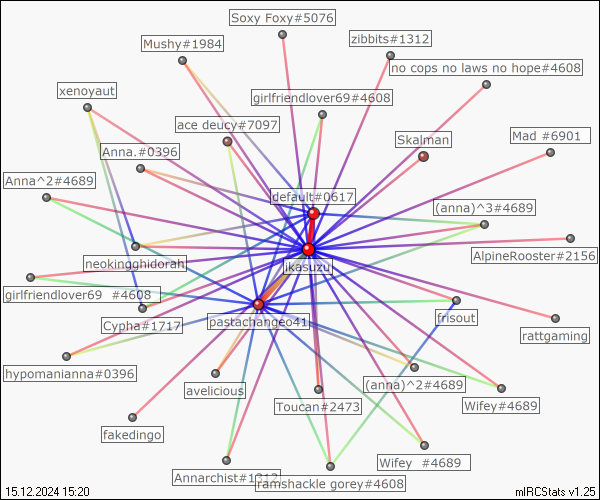 Soxy Foxy#5076
Mushy#1984
zibbits#1312
no cops no laws no hope#4608
xenoyaut
girlfriendlover69#4608
ace deucy#7097
Skalman
Mad #6901
Anna.#0396
Anna^2#4689
default#0617
(anna)^3#4689
neokingghidorah
AlpineRooster#2156
jkasuzu
girlfriendlover69 #4608
Cypha#1717
pastachangeo41
frisout
rattgaming
hypomanianna#0396
avelicious
(anna)^2#4689
Toucan#2473
Wifey#4689
fakedingo
Annarchist#1312
Wifey #4689
ramshackle gorey#4608
15.12.2024 15:20
mIRCStats v1.25